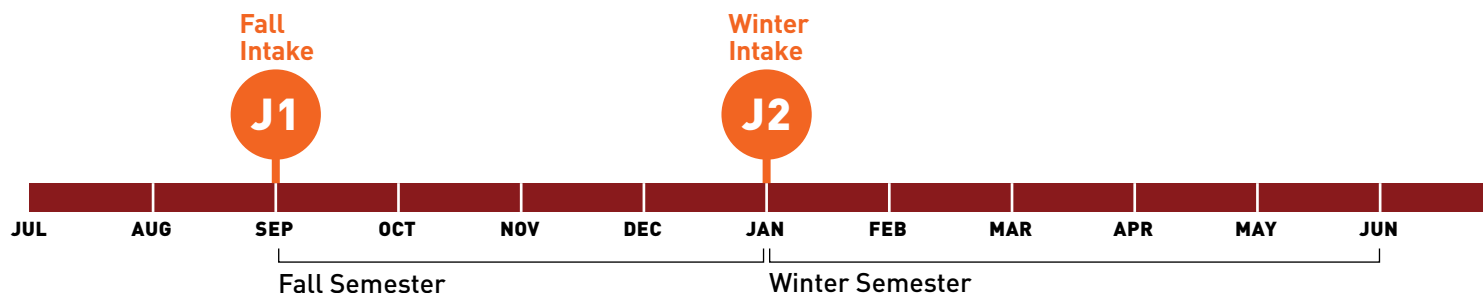 Fall
Intake
Winter
Intake
J1
J2
JUL AUG SEP OCT NOV DEC JAN FEB MAR APR MAY JUN
Fall Semester
Winter Semester